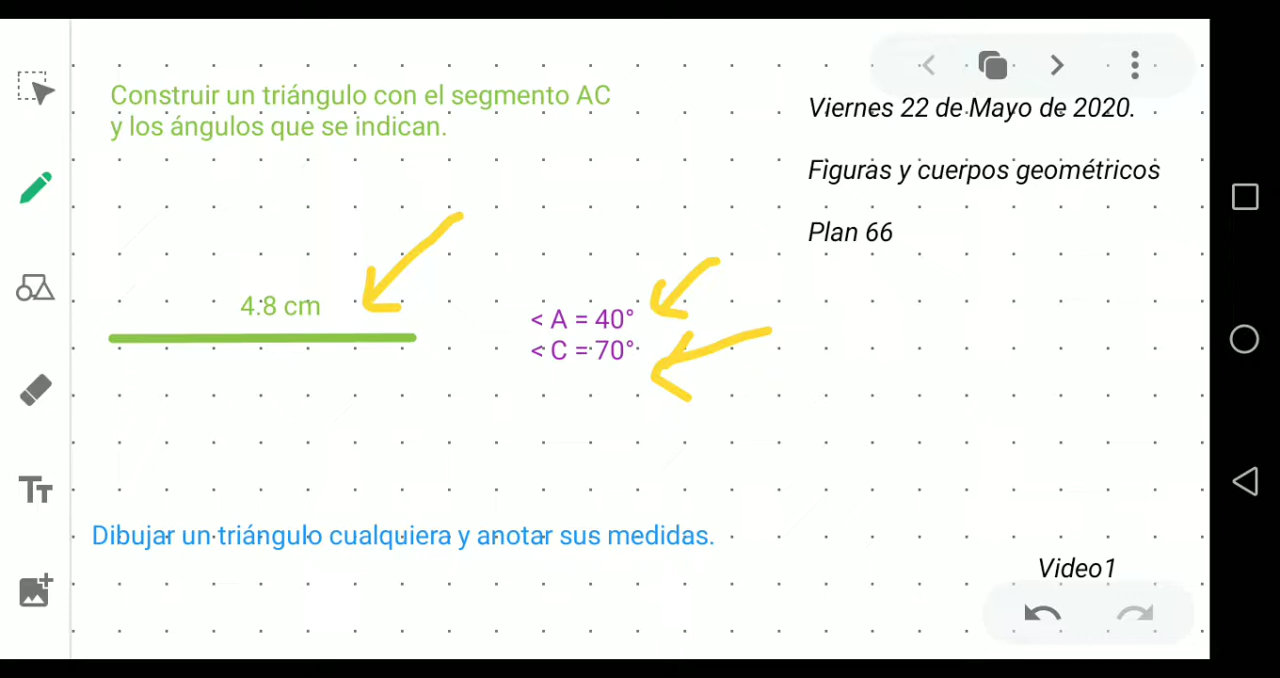 Construir un triángulo con el segmento AC
y los ángulos que se indican.
Viernes 22 de Mayo de 2020.
Figuras y cuerpos geométricos
Plan 66
4.8 cm
< A = 40°
< C = 70°
Dibujar un triángulo cualquiera y anotar sus medidas.
Video1
TT